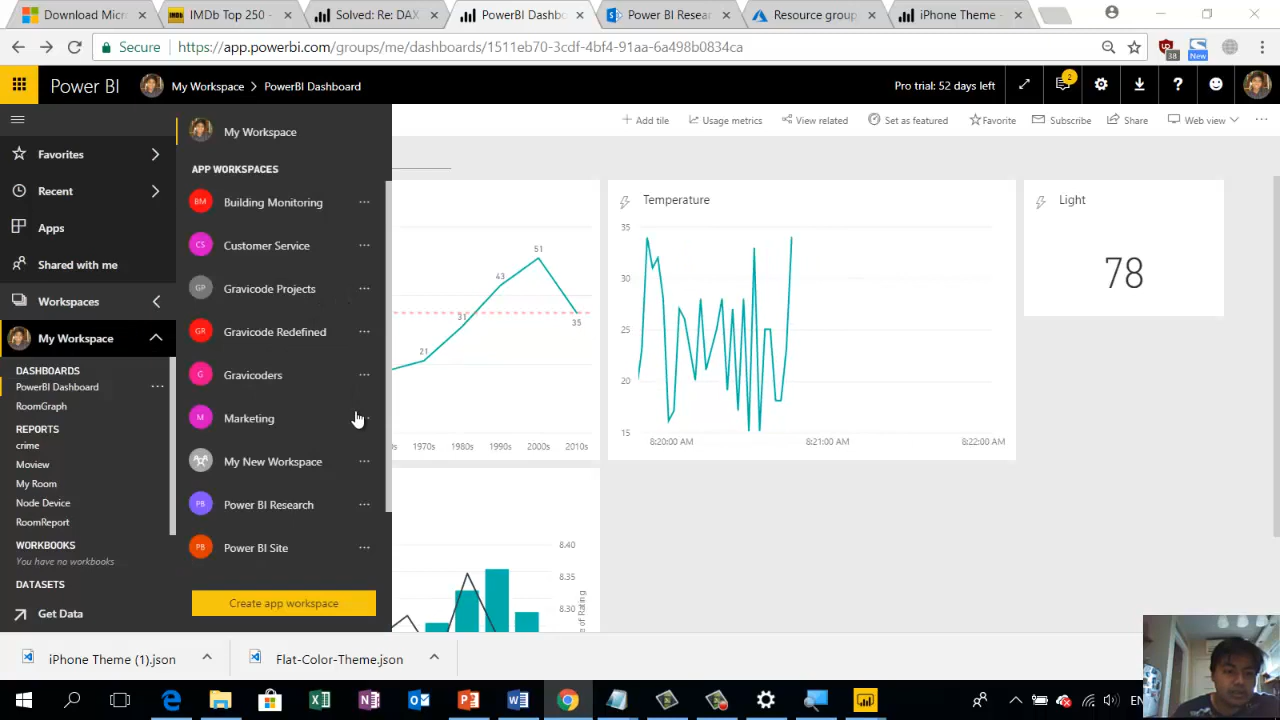 Download Micr
IMDb Top 250 -
Solved: Re: DAX
PowerBI Dashbo
Power BI Resear
Resource group
iPhone Theme -
Secure
https://app.powerbi.com/groups/me/dashboards/1511eb70-3cdf-4bf4-91aa-6a498b0834ca
38
New
Power BI
My Workspace > PowerBI Dashboard
Pro trial: 52 days left
2
Add tile
Usage metrics
View related
Set as featured
Favorite
Subscribe
Share
Web view
Favorites
Recent
Apps
Shared with me
Workspaces
My Workspace
DASHBOARDS
PowerBI Dashboard
RoomGraph
REPORTS
crime
Moview
My Room
Node Device
RoomReport
WORKBOOKS
You have no workbooks
DATASETS
Get Data
My Workspace
APP WORKSPACES
BM Building Monitoring
CS Customer Service
GP Gravicode Projects
GR Gravicode Redefined
G Gravicoders
M Marketing
My New Workspace
PB Power BI Research
PB Power BI Site
Create app workspace
51
43
31
21
35
1970s 1980s 1990s 2000s 2010s
8.40
8.35
8.30
e of Rating
Temperature
35
30
25
20
15
8:20:00 AM 8:21:00 AM 8:22:00 AM
Light
78
iPhone Theme (1).json
Flat-Color-Theme.json
EN